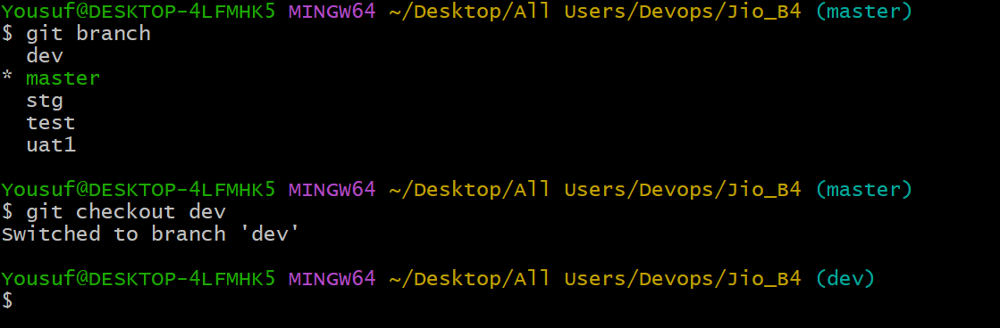 Yousuf@DESKTOP-4LFMHK5 MINGW64 ~/Desktop/All Users/Devops/Jio_B4 (master)
$ git branch
  dev
* master
  stg
  test
  uat1

Yousuf@DESKTOP-4LFMHK5 MINGW64 ~/Desktop/All Users/Devops/Jio_B4 (master)
$ git checkout dev
Switched to branch 'dev'

Yousuf@DESKTOP-4LFMHK5 MINGW64 ~/Desktop/All Users/Devops/Jio_B4 (dev)
$